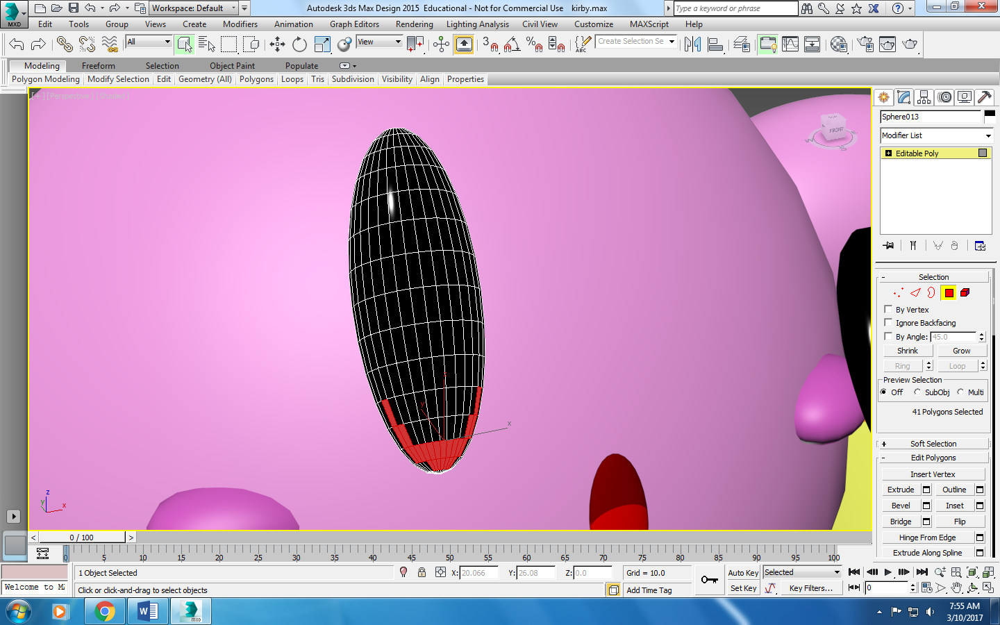 Workspace: Default
Autodesk 3ds Max Design 2015 Educational - Not for Commercial Use kirby.max
Type a keyword or phrase
MXD
Edit Tools Group Views Create Modifiers Animation Graph Editors Rendering Lighting Analysis Civil View Customize MAXScript Help
All
View
3
ABC
Create Selection Se
Modeling Freeform Selection Object Paint Populate
Polygon Modeling Modify Selection Edit Geometry (All) Polygons Loops Tris Subdivision Visibility Align Properties
[+][Perspective][Shaded]
FRONT
W
S
Sphere013
Modifier List
Editable Poly
- Selection
By Vertex
Ignore Backfacing
By Angle: 45.0
Shrink Grow
Ring Loop
Preview Selection
Off SubObj Multi
41 Polygons Selected
+ Soft Selection
- Edit Polygons
Insert Vertex
Extrude Outline
Bevel Inset
Bridge Flip
Hinge From Edge
Extrude Along Spline
y
x
z
y
x
< 0 / 100 >
0 5 10 15 20 25 30 35 40 45 50 55 60 65 70 75 80 85 90 95 100
1 Object Selected
X: 20.066 Y: 26.08 Z: 0.0
Grid = 10.0
Auto Key
Selected
Welcome to MA
Click or click-and-drag to select objects
Add Time Tag
Set Key
Key Filters...
0
MXD
7:55 AM
3/10/2017